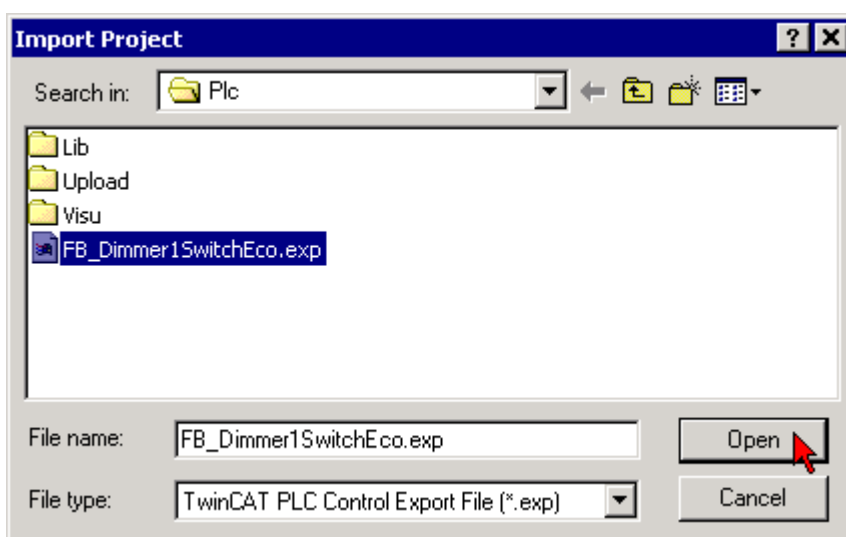 Import Project
Search in: Plc
Lib
Upload
Visu
FB_Dimmer1SwitchEco.exp
File name: FB_Dimmer1SwitchEco.exp Open
File type: TwinCAT PLC Control Export File (*.exp) Cancel